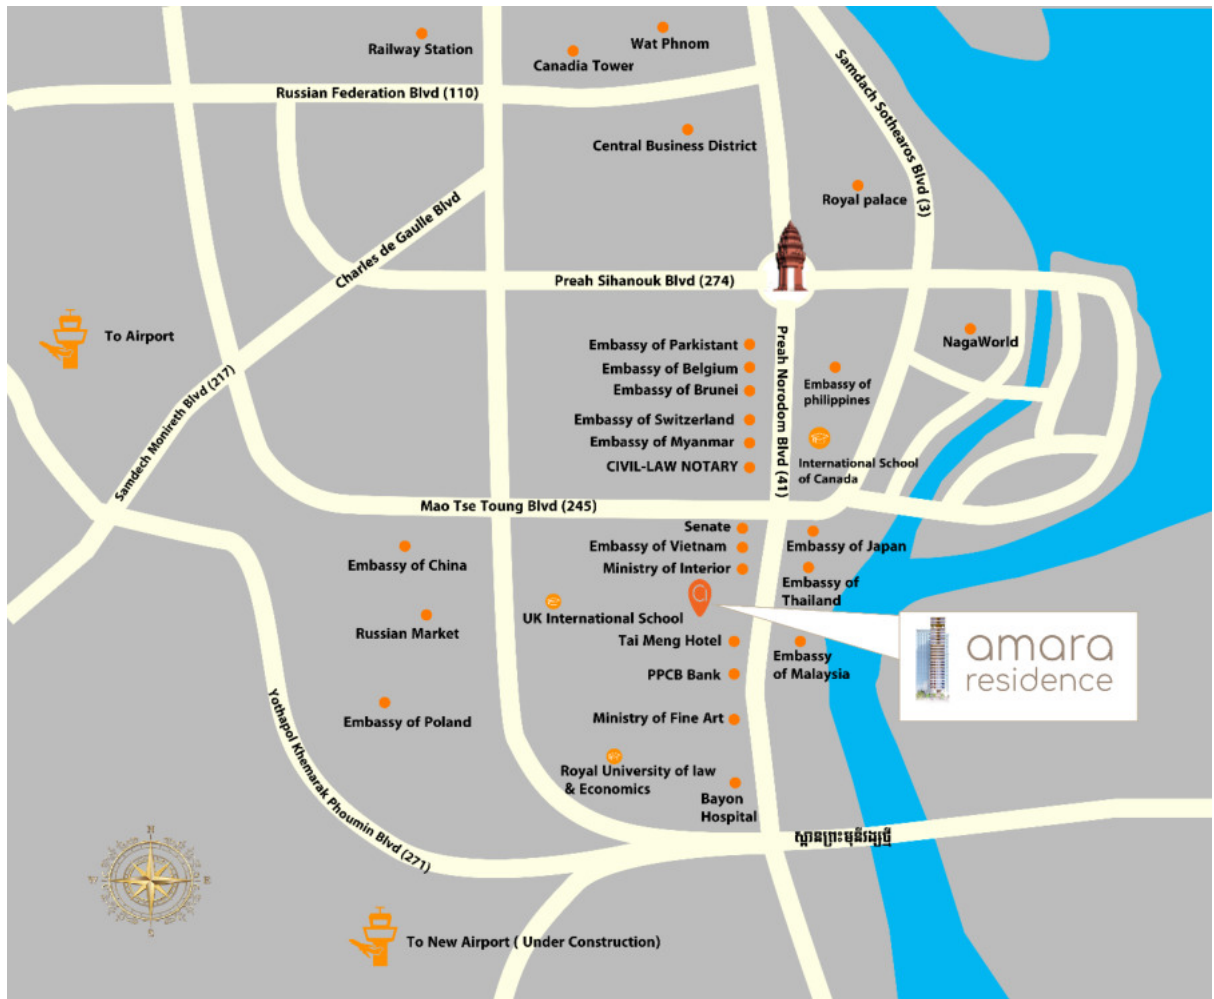 Railway Station
Wat Phnom
Canadia Tower
Russian Federation Blvd (110)
Samdach Sothearos Blvd (3)
Central Business District
Royal palace
Charles de Gaulle Blvd
Preah Sihanouk Blvd (274)
To Airport
NagaWorld
Embassy of Parkistant
Embassy of Belgium
Embassy of Brunei
Embassy of Switzerland
Embassy of Myanmar
CIVIL-LAW NOTARY
Preah Norodom Blvd (41)
Embassy of
philippines
International School
of Canada
Samdech Monireth Blvd (217)
Mao Tse Toung Blvd (245)
Senate
Embassy of Vietnam
Ministry of Interior
Embassy of Japan
Embassy of
Thailand
Embassy of China
Russian Market
UK International School
a
amara
residence
Tai Meng Hotel
PPCB Bank
Embassy
of Malaysia
Embassy of Poland
Ministry of Fine Art
Royal University of law
& Economics
Bayon
Hospital
Yothapol Khemarak Phoumin Blvd (271)
ស្ពានព្រះមុនីវង្សថ្មី
To New Airport ( Under Construction)